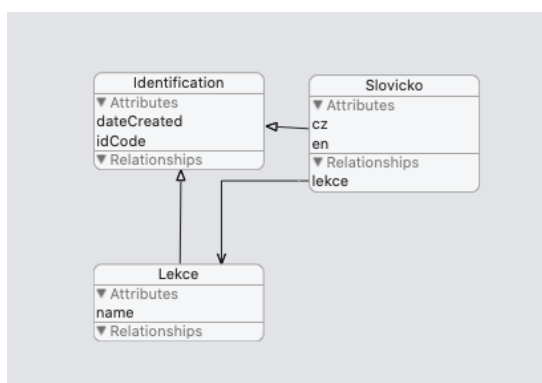 Identification
▼ Attributes
dateCreated
idCode
▼ Relationships
Slovicko
▼ Attributes
cz
en
▼ Relationships
lekce
Lekce
▼ Attributes
name
▼ Relationships